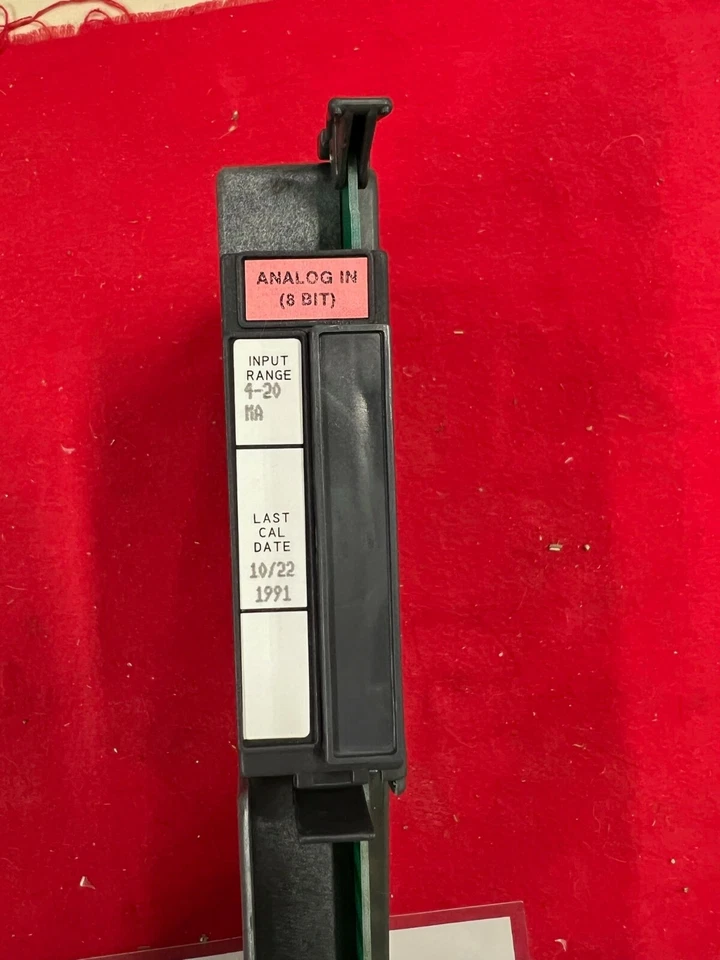 ANALOG IN
(8 BIT)
INPUT
RANGE
4-20
MA
LAST
CAL
DATE
10/22
1991